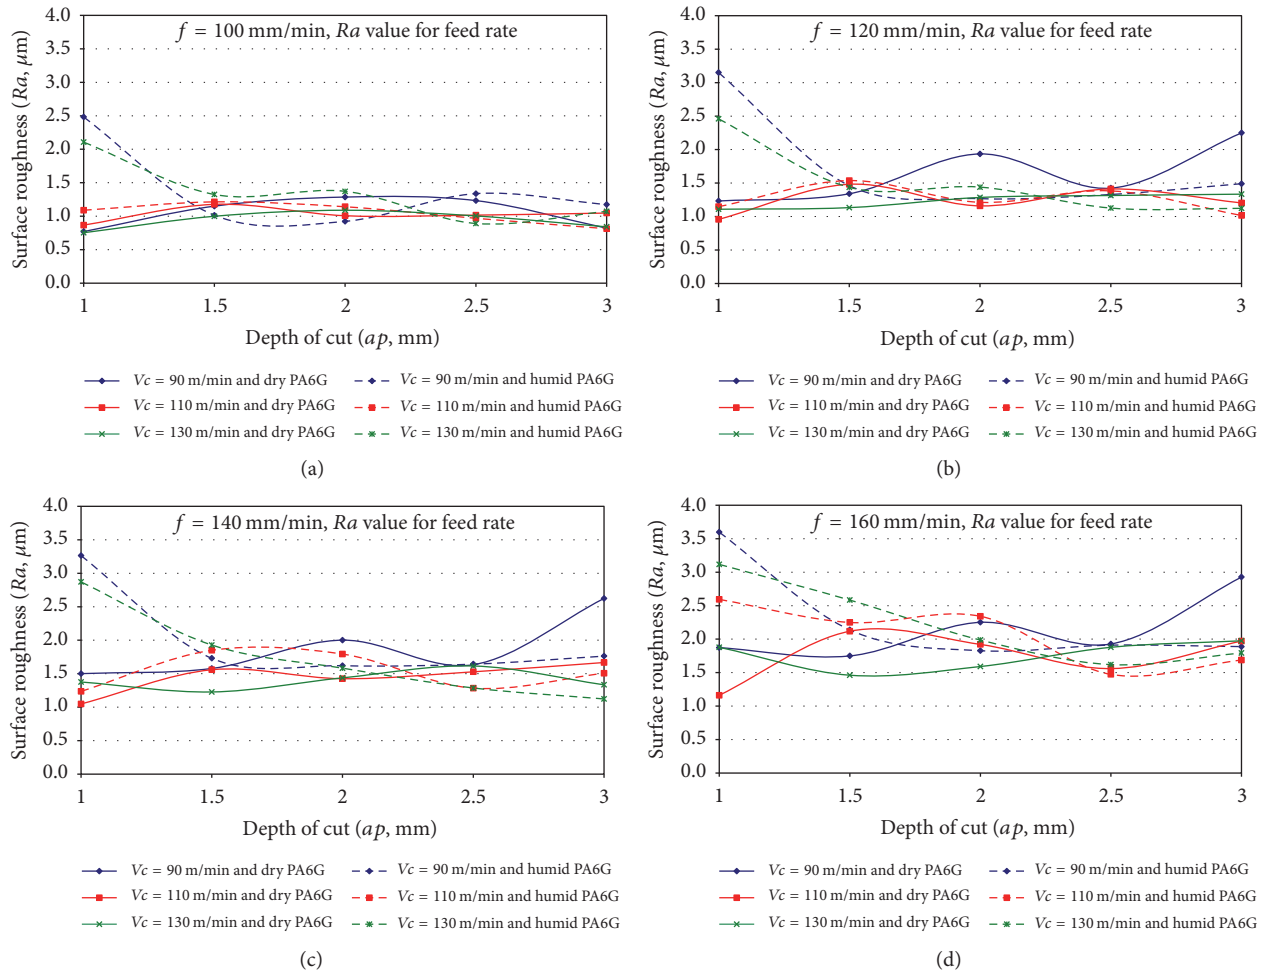 f = 100 mm/min, Ra value for feed rate
Surface roughness (Ra, μm)
4.0
3.5
3.0
2.5
2.0
1.5
1.0
0.5
0.0
1 1.5 2 2.5 3
Depth of cut (ap, mm)
Vc = 90 m/min and dry PA6G Vc = 90 m/min and humid PA6G
Vc = 110 m/min and dry PA6G Vc = 110 m/min and humid PA6G
Vc = 130 m/min and dry PA6G Vc = 130 m/min and humid PA6G
(a)
f = 120 mm/min, Ra value for feed rate
Surface roughness (Ra, μm)
4.0
3.5
3.0
2.5
2.0
1.5
1.0
0.5
0.0
1 1.5 2 2.5 3
Depth of cut (ap, mm)
Vc = 90 m/min and dry PA6G Vc = 90 m/min and humid PA6G
Vc = 110 m/min and dry PA6G Vc = 110 m/min and humid PA6G
Vc = 130 m/min and dry PA6G Vc = 130 m/min and humid PA6G
(b)
f = 140 mm/min, Ra value for feed rate
Surface roughness (Ra, μm)
4.0
3.5
3.0
2.5
2.0
1.5
1.0
0.5
0.0
1 1.5 2 2.5 3
Depth of cut (ap, mm)
Vc = 90 m/min and dry PA6G Vc = 90 m/min and humid PA6G
Vc = 110 m/min and dry PA6G Vc = 110 m/min and humid PA6G
Vc = 130 m/min and dry PA6G Vc = 130 m/min and humid PA6G
(c)
f = 160 mm/min, Ra value for feed rate
Surface roughness (Ra, μm)
4.0
3.5
3.0
2.5
2.0
1.5
1.0
0.5
0.0
1 1.5 2 2.5 3
Depth of cut (ap, mm)
Vc = 90 m/min and dry PA6G Vc = 90 m/min and humid PA6G
Vc = 110 m/min and dry PA6G Vc = 110 m/min and humid PA6G
Vc = 130 m/min and dry PA6G Vc = 130 m/min and humid PA6G
(d)